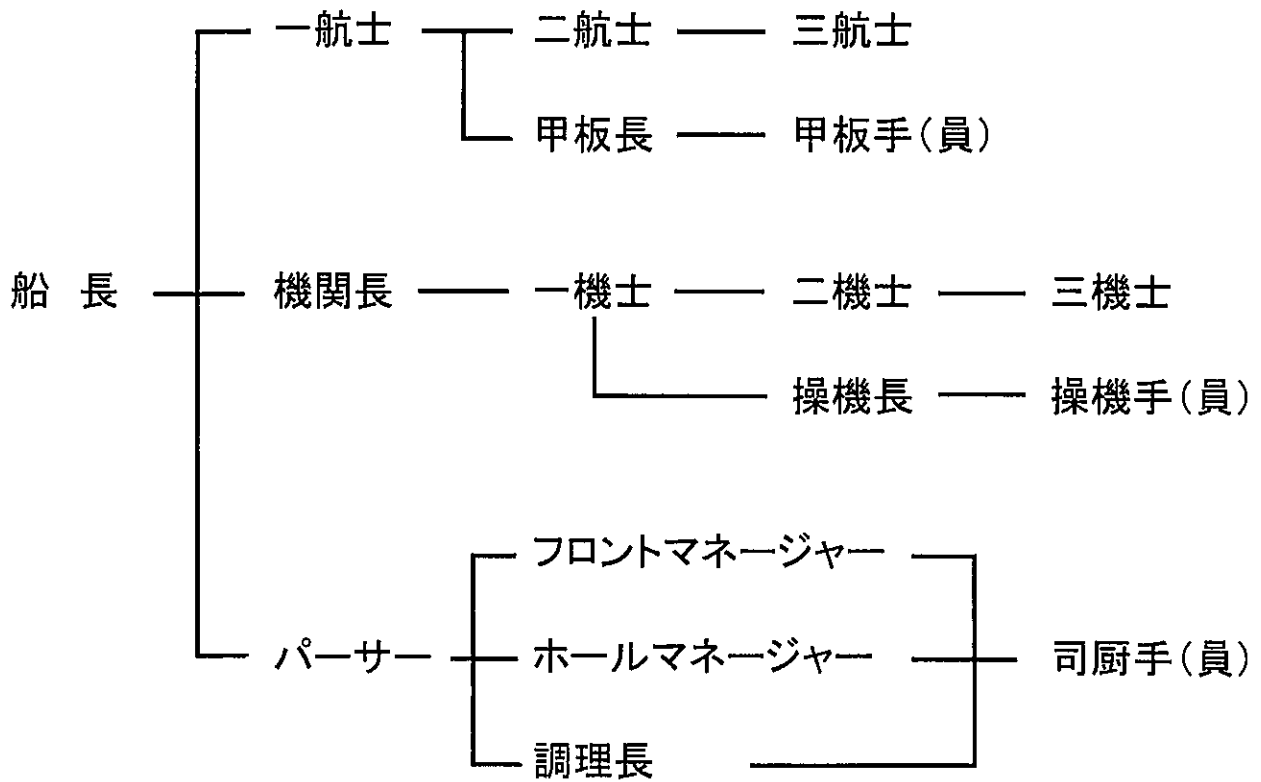 一航士 二航士 三航士
甲板長 甲板手(員)
船 長 機関長 一機士 二機士 三機士
操機長 操機手(員)
フロントマネージャー
パーサー ホールマネージャー 司厨手(員)
調理長